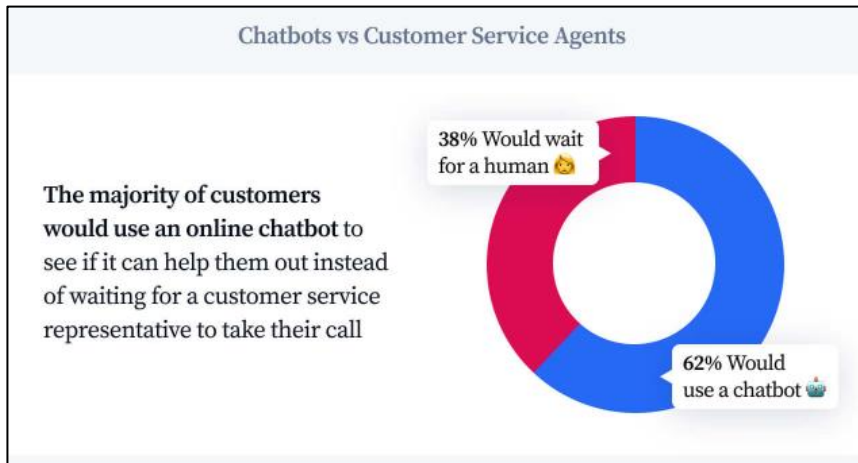 Chatbots vs Customer Service Agents
The majority of customers
would use an online chatbot to
see if it can help them out instead
of waiting for a customer service
representative to take their call
38% Would wait
for a human 👩
62% Would
use a chatbot 🤖